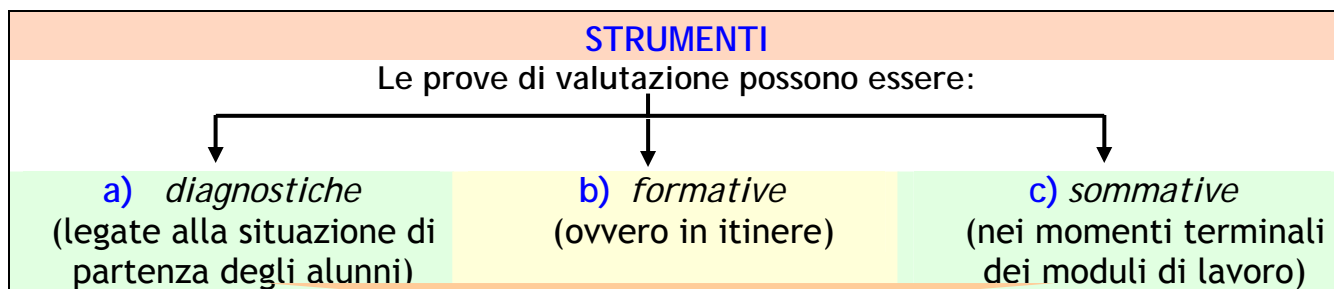 STRUMENTI
Le prove di valutazione possono essere:
a) diagnostiche
(legate alla situazione di
partenza degli alunni)
b) formative
(ovvero in itinere)
c) sommative
(nei momenti terminali
dei moduli di lavoro)